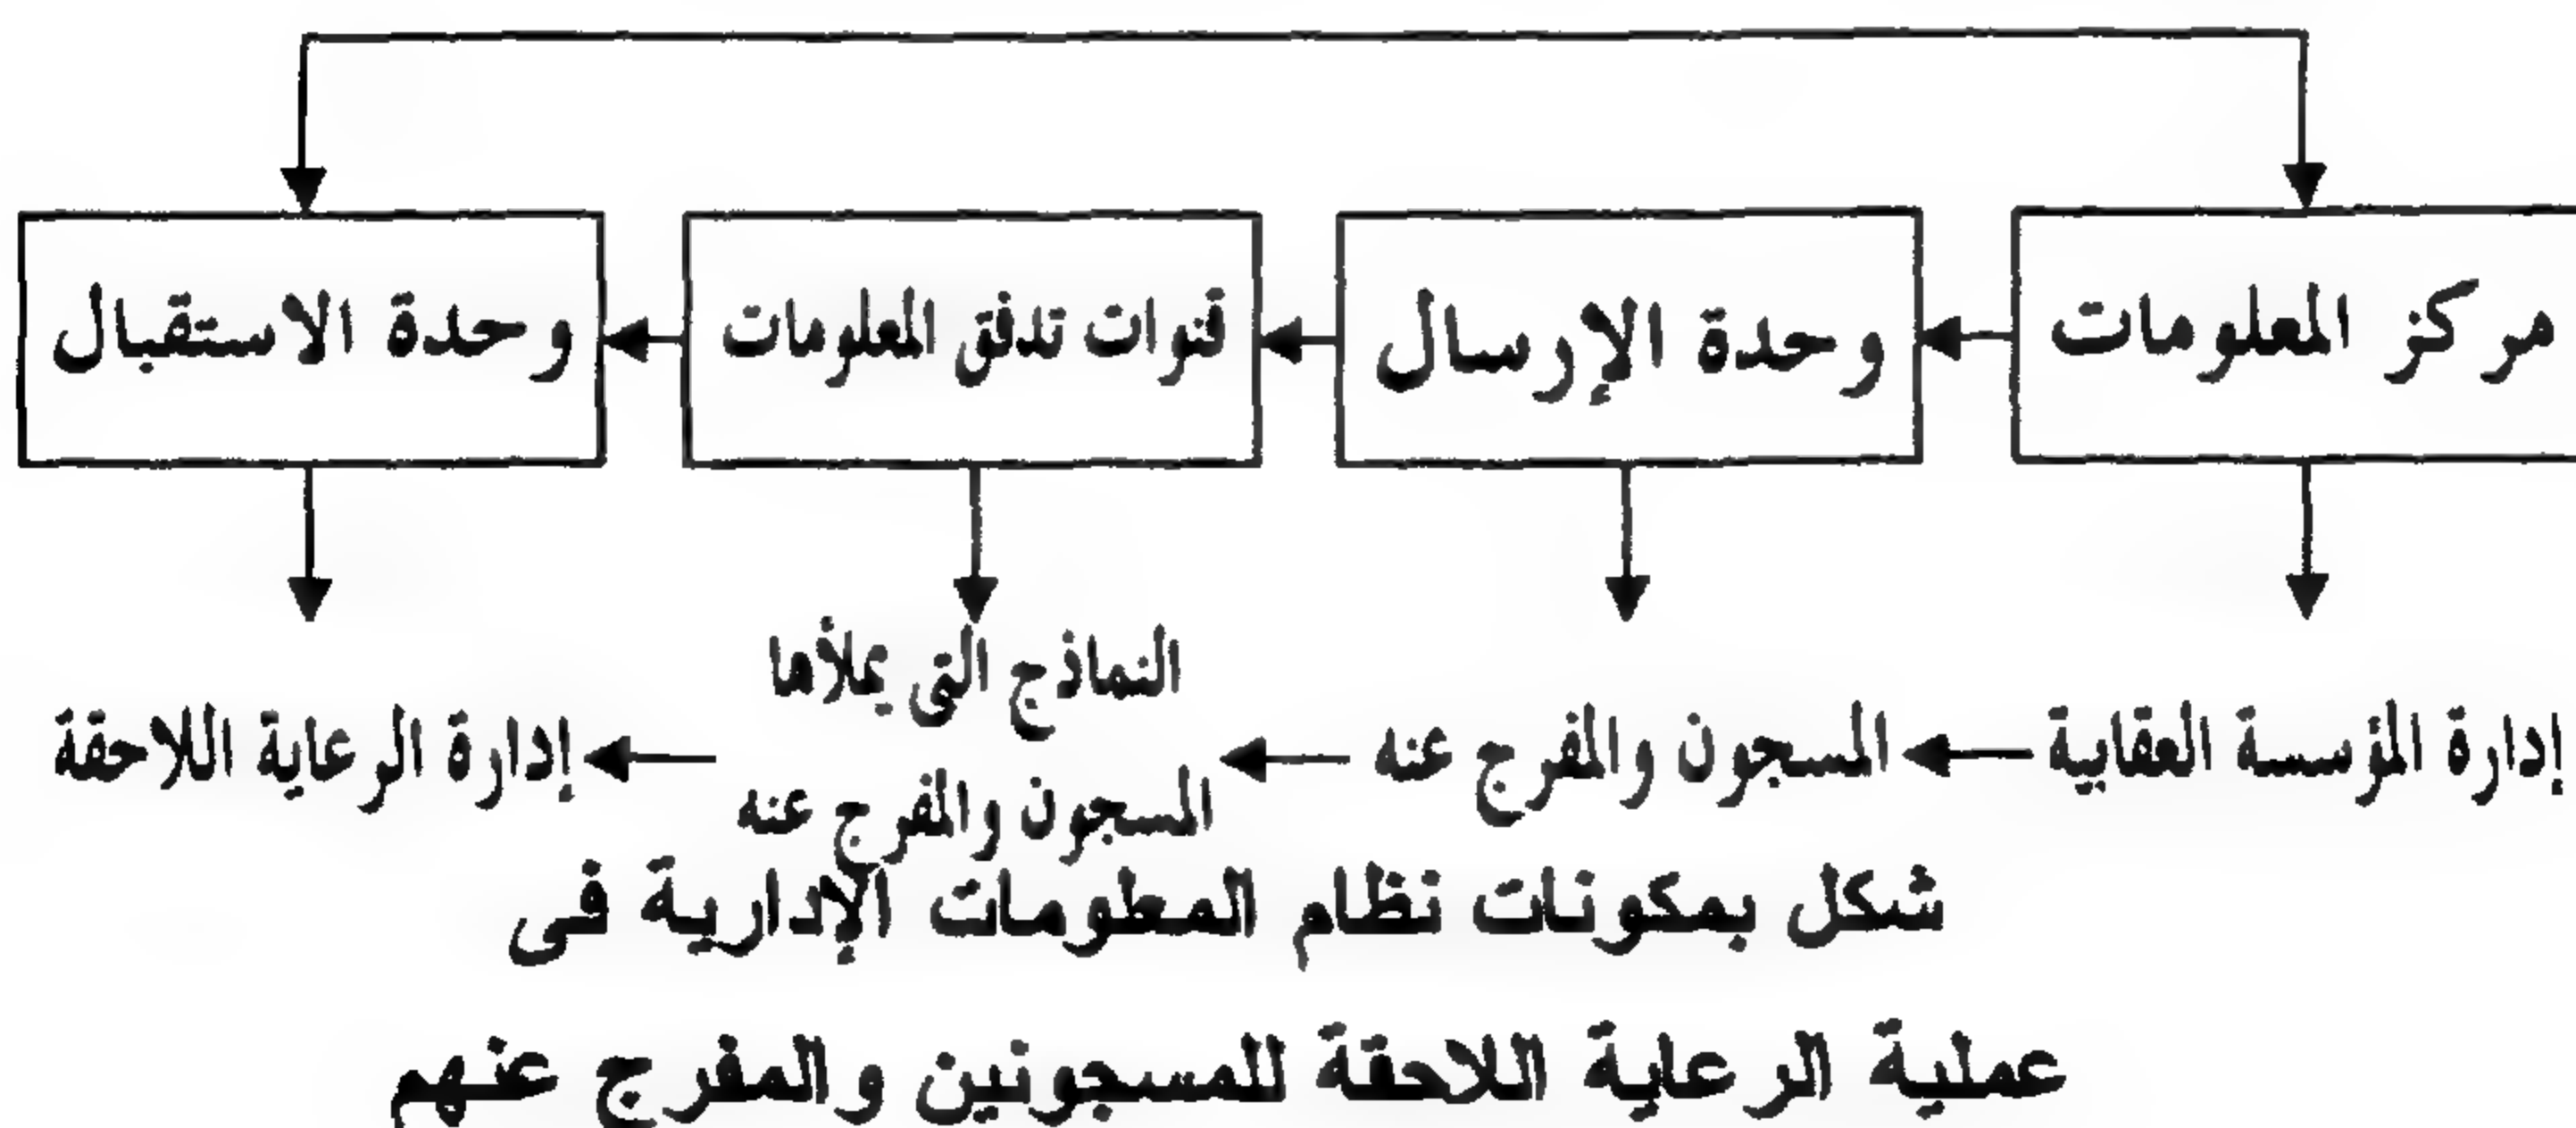 مركز المعلومات
وحدة الإرسال
قنوات تدفق المعلومات
وحدة الاستقبال
إدارة المؤسسة العقابية
المسجون والمفرج عنه
النماذج التى يملأها
المسجون والمفرج عنه
إدارة الرعاية اللاحقة
شكل بمكونات نظام المعلومات الإدارية فى
عملية الرعاية اللاحقة للمسجونين والمفرج عنهم